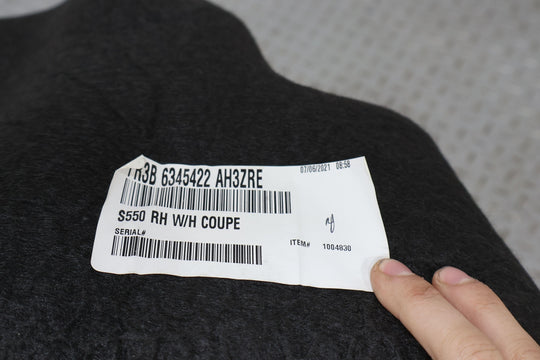 6345422 AH3ZRE
07/06/2021 08:58
S550 RH W/H COUPE
SERIAL#
ITEM# 1004830